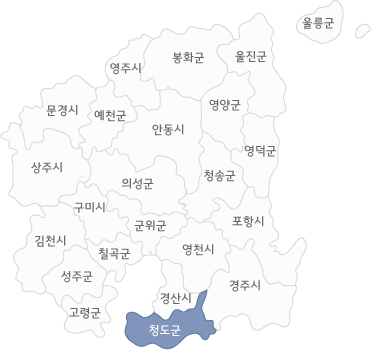 울릉군
봉화군
울진군
영주시
문경시
예천군
영양군
안동시
영덕군
상주시
의성군
청송군
구미시
군위군
포항시
김천시
칠곡군
영천시
성주군
경산시
경주시
고령군
청도군